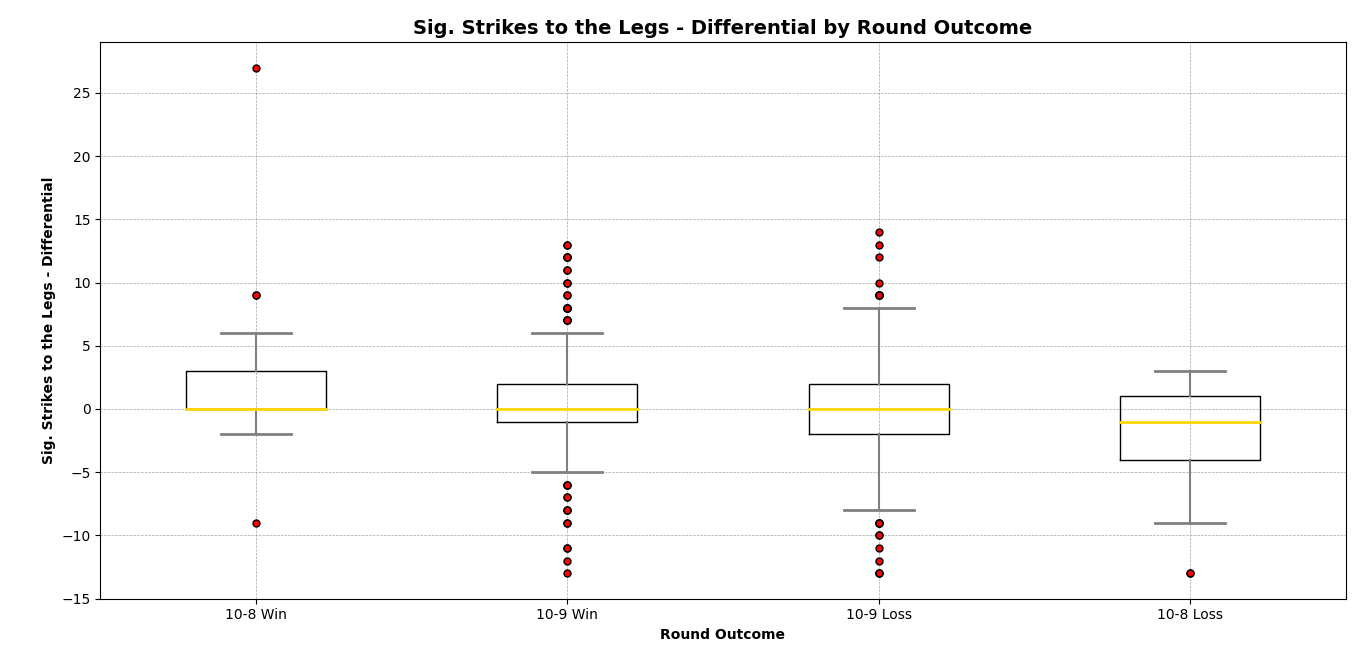 Sig. Strikes to the Legs - Differential by Round Outcome
Sig. Strikes to the Legs - Differential
25
20
15
10
5
0
−5
−10
−15
10-8 Win
10-9 Win
10-9 Loss
10-8 Loss
Round Outcome